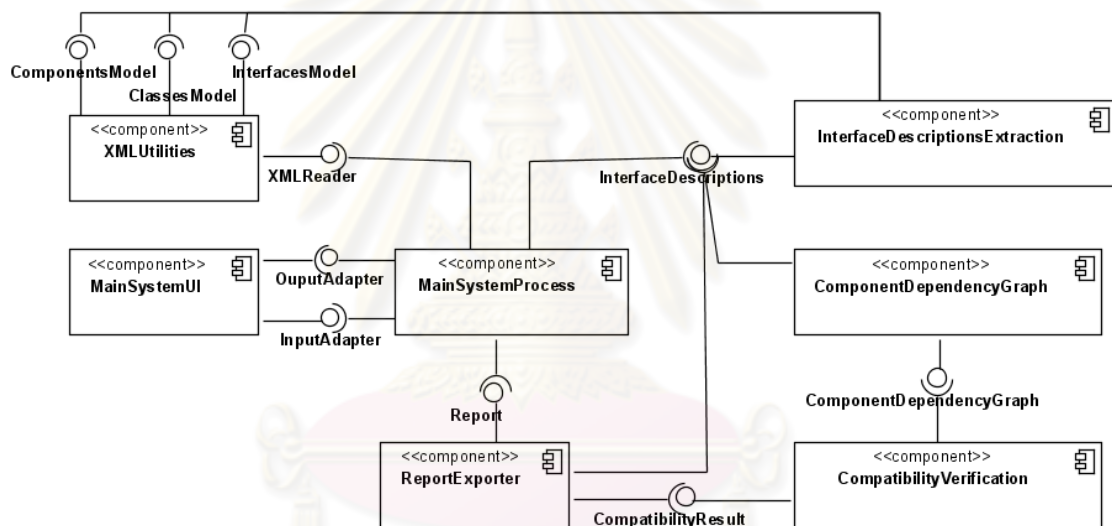 ComponentsModel
InterfacesModel
ClassesModel
<<component>>
XMLUtilities
<<component>>
InterfaceDescriptionsExtraction
XMLReader
InterfaceDescriptions
<<component>>
MainSystemUI
OuputAdapter
InputAdapter
<<component>>
MainSystemProcess
<<component>>
ComponentDependencyGraph
Report
ComponentDependencyGraph
<<component>>
ReportExporter
<<component>>
CompatibilityVerification
CompatibilityResult